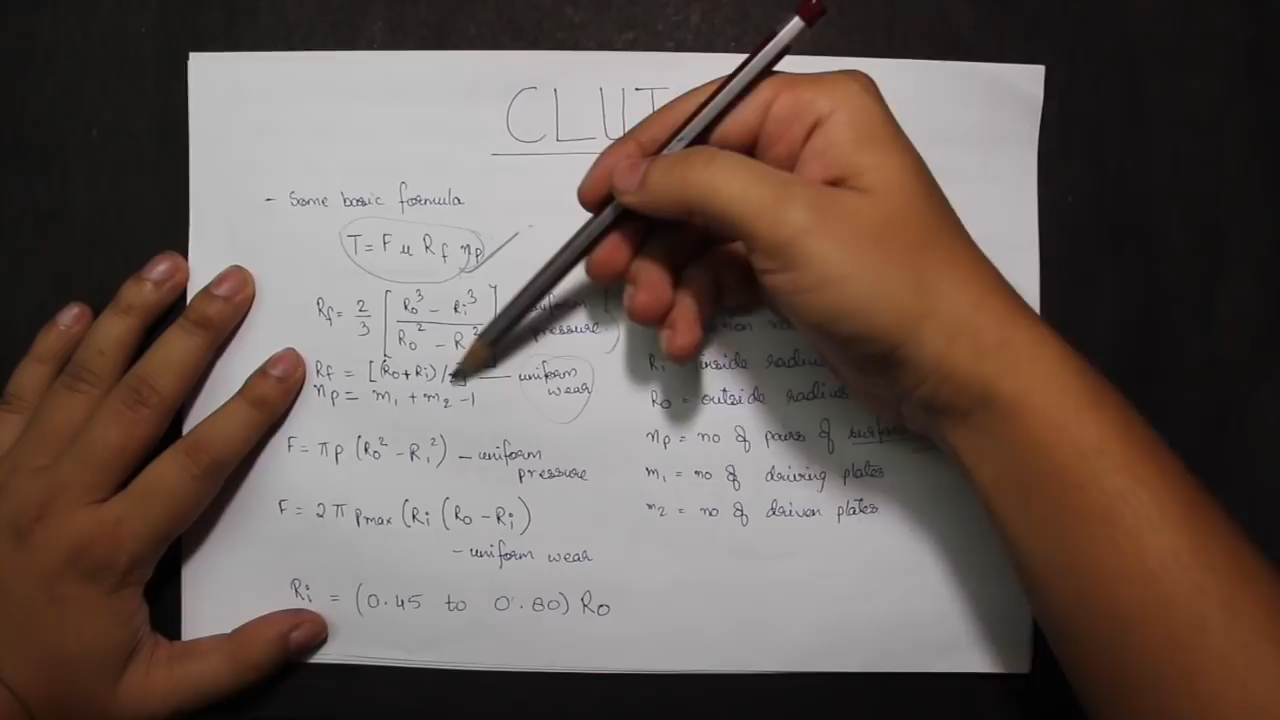 CLUT
- Some basic formula
T = F μ Rf np
Rf = 2/3 [ Ro³ - Ri³ / Ro² - R ² ] pressure
Rf = [(Ro+Ri)/ — uniform wear
np = m₁ + m₂ -1
F = πp (Ro² - Ri²) - uniform pressure
F = 2π pmax (Ri (Ro - Ri)
- uniform wear
Ri = (0.45 to 0.80) Ro
Ri = inside radius
Ro = outside radius
np = no of pairs of
m₁ = no of driving plates
m2 = no of driven plates